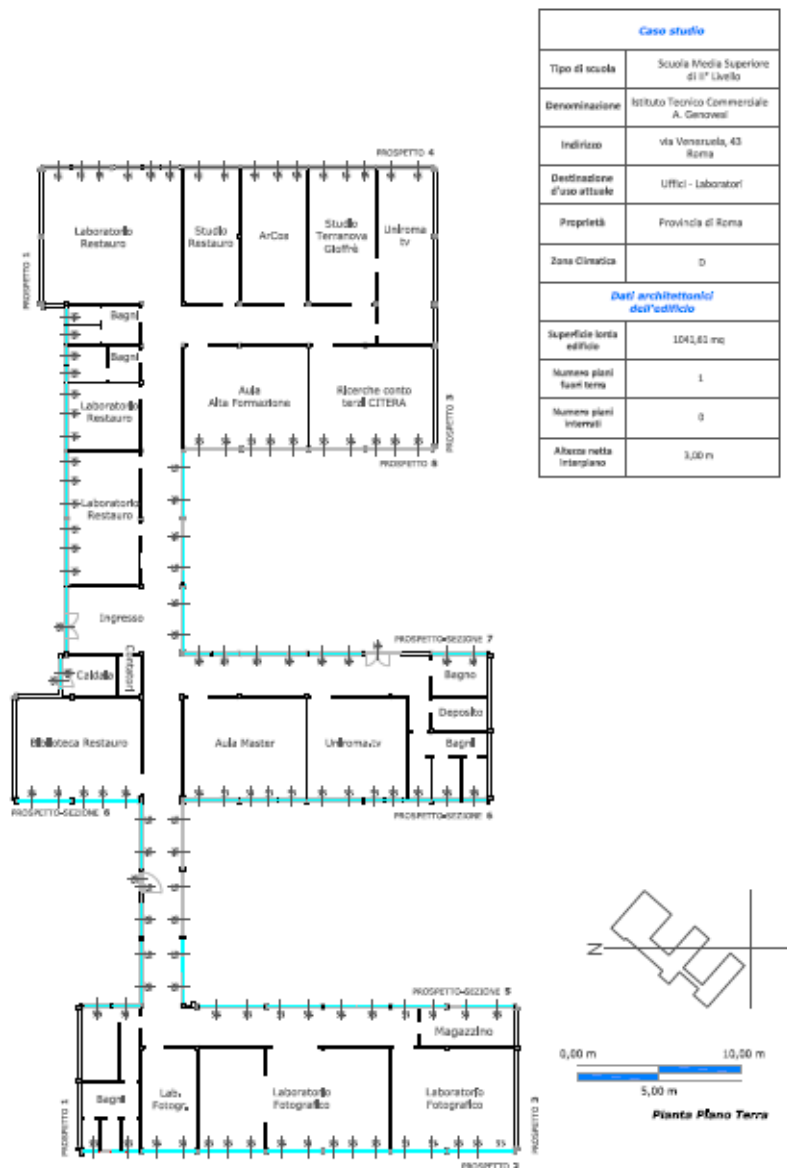 Caso studio
Tipo di scuola
Scuola Media Superiore
di II° Livello
Denominazione
Istituto Tecnico Commerciale
A. Genovesi
Indirizzo
via Venezuela, 43
Roma
Destinazione
d'uso attuale
Uffici - Laboratori
Proprietà
Provincia di Roma
Zona Climatica
D
Dati architettonici
dell'edificio
Superficie lorda
edificio
1041,61 mq
Numero piani
fuori terra
1
Numero piani
interrati
0
Altezza netta
interpiano
3,00 m
PROSPETTO 4
PROSPETTO 1
Laboratorio
Restauro
Studio
Restauro
ArCos
Studio
Terranova
Gioffrè
Uniroma
tv
Bagni
Bagni
Laboratorio
Restauro
Aula
Alta Formazione
Ricerche conto
terzi CITERA
PROSPETTO 3
PROSPETTO 8
Laboratorio
Restauro
Ingresso
PROSPETTO-SEZIONE 7
Caldaia
Contatori
Bagno
Deposito
Biblioteca Restauro
Aula Master
Uniroma.tv
Bagni
PROSPETTO-SEZIONE 6
PROSPETTO-SEZIONE 6
PROSPETTO-SEZIONE 5
Magazzino
Bagni
Lab.
Fotogr.
Laboratorio
Fotografico
Laboratorio
Fotografico
PROSPETTO 1
PROSPETTO 3
PROSPETTO 2
N
0,00 m
10,00 m
5,00 m
Pianta Piano Terra